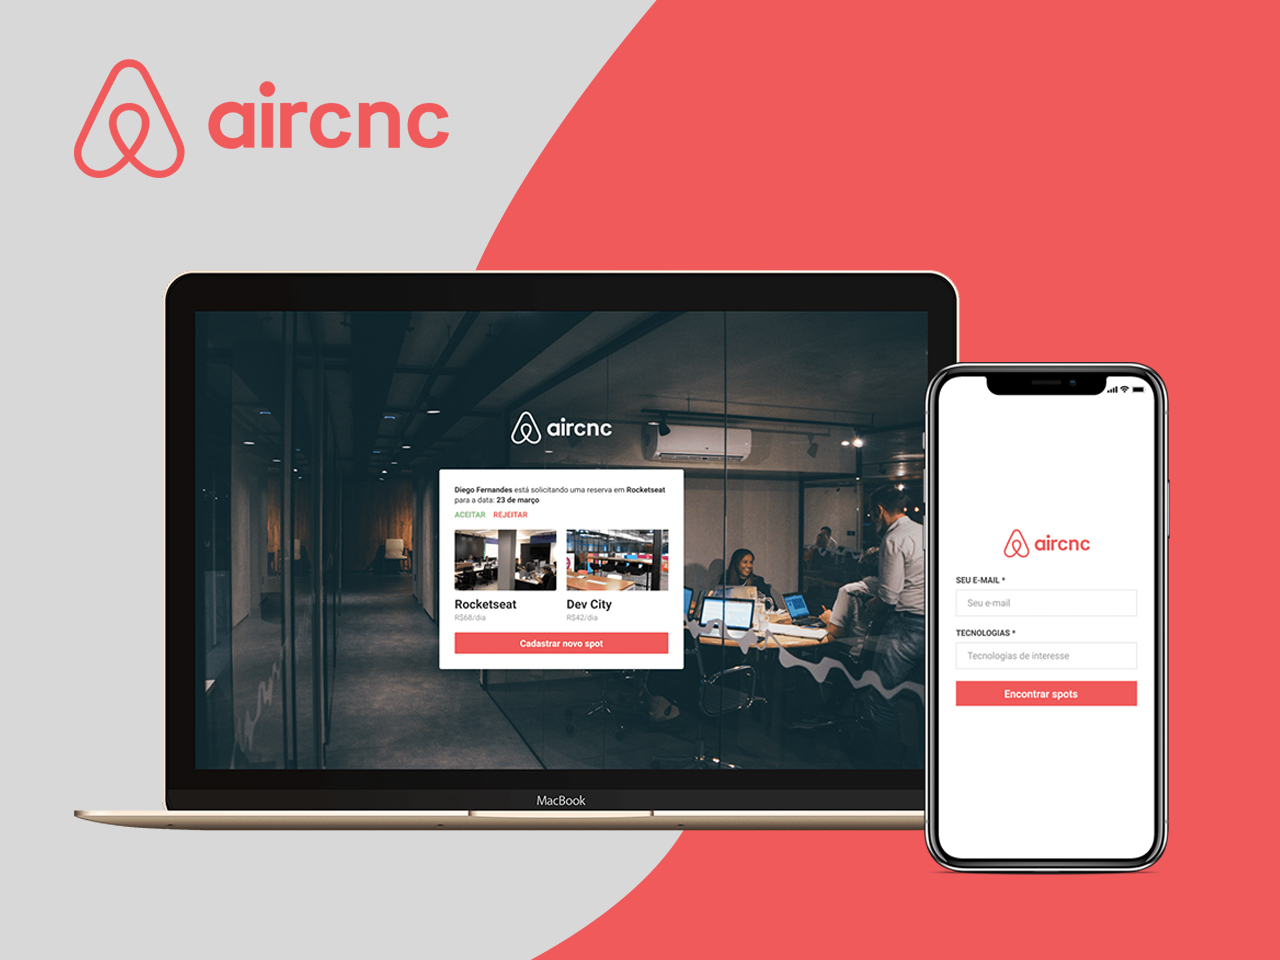 aircnc
aircnc
Diego Fernandes está solicitando uma reserva em Rocketseat
para a data: 23 de março
ACEITAR REJEITAR
Rocketseat Dev City
R$68/dia R$42/dia
Cadastrar novo spot
MacBook
aircnc
SEU E-MAIL *
Seu e-mail
TECNOLOGIAS *
Tecnologias de interesse
Encontrar spots